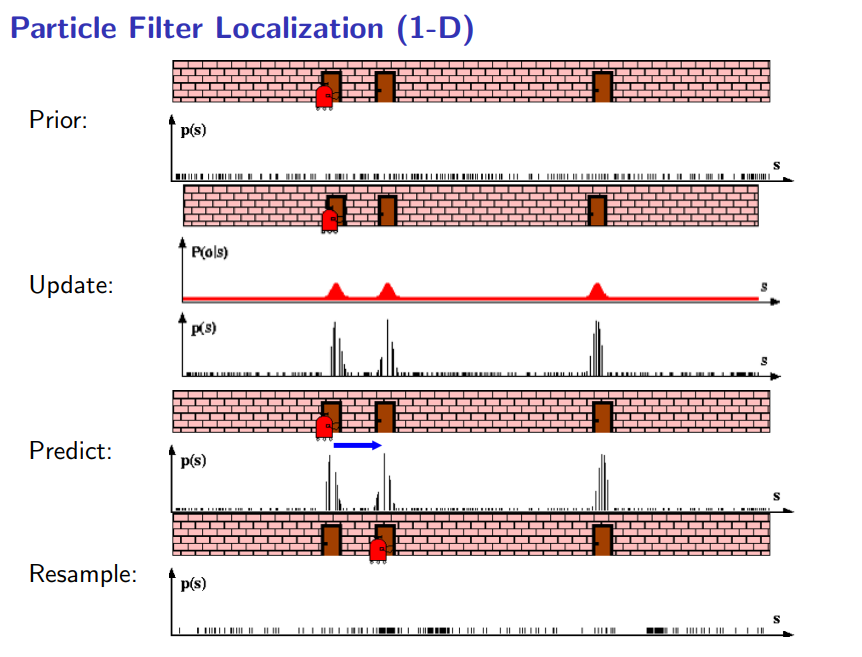 Particle Filter Localization (1-D)
Prior:
p(s)
s
P(o|s)
s
Update:
p(s)
s
Predict:
p(s)
s
Resample:
p(s)
s